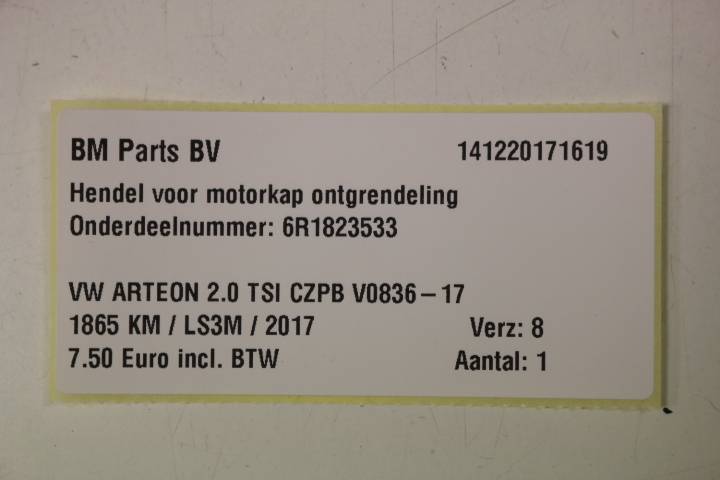 BM Parts BV 141220171619
Hendel voor motorkap ontgrendeling
Onderdeelnummer: 6R1823533
VW ARTEON 2.0 TSI CZPB V0836 – 17
1865 KM / LS3M / 2017 Verz: 8
7.50 Euro incl. BTW Aantal: 1